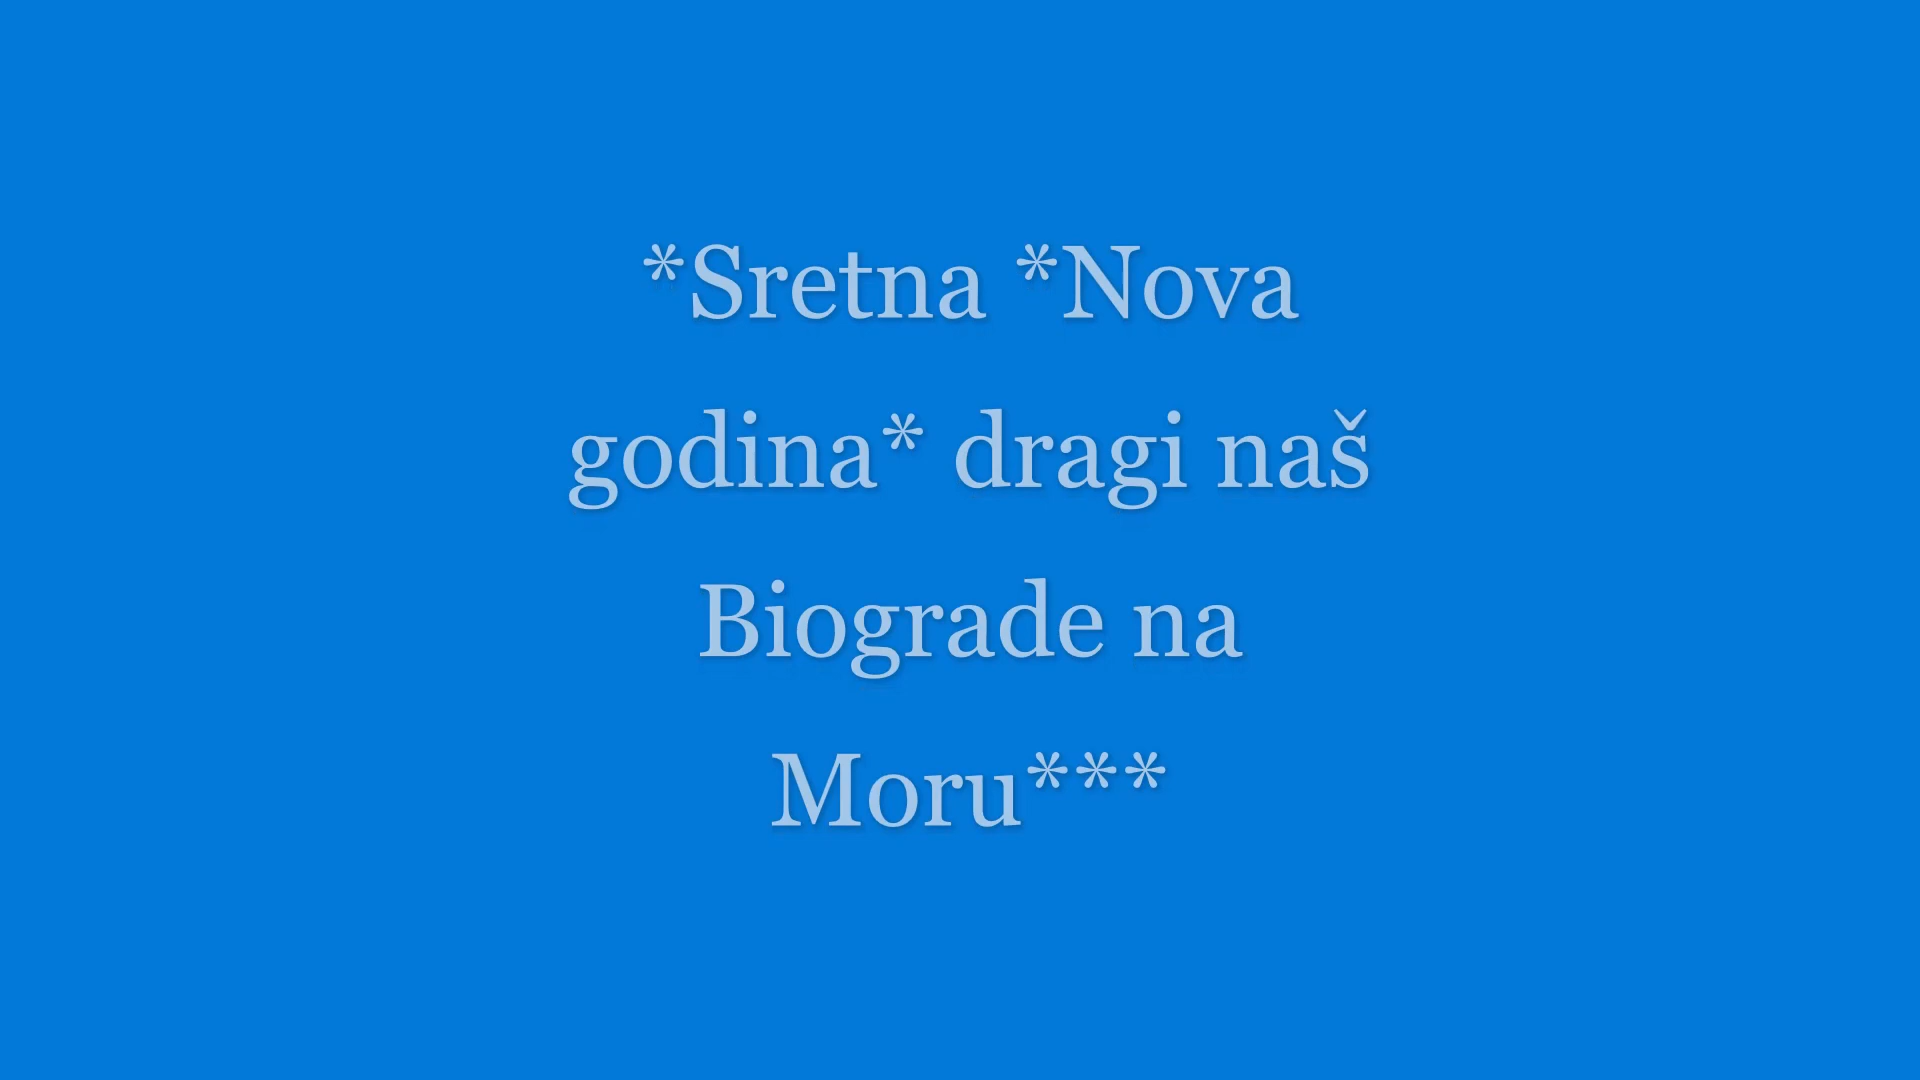 *Sretna *Nova
godina* dragi naš
Biograde na
Moru***